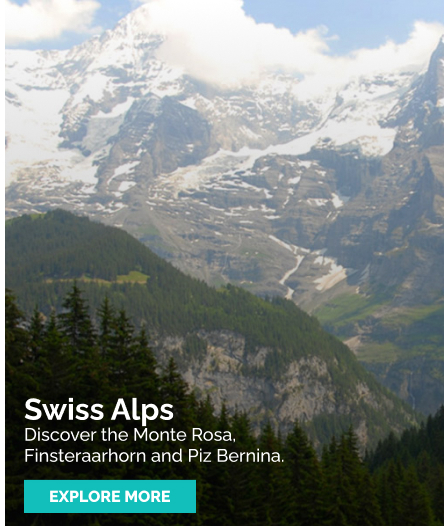 Swiss Alps
Discover the Monte Rosa,
Finsteraarhorn and Piz Bernina.
EXPLORE MORE